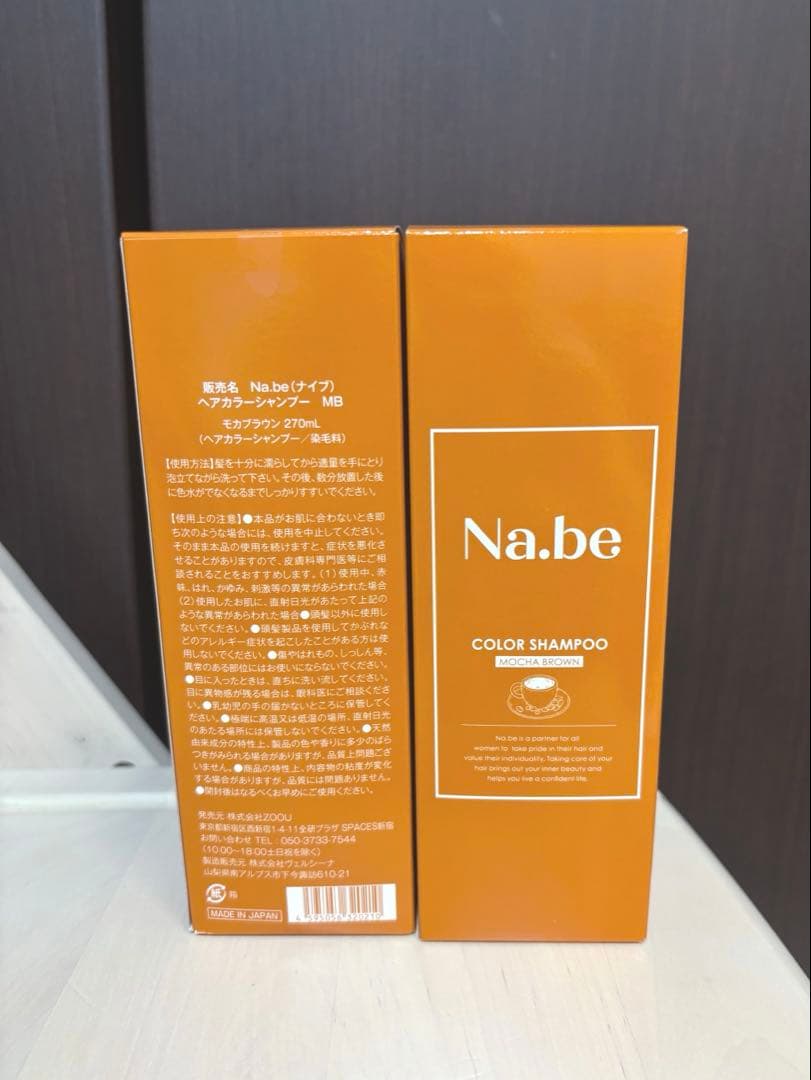 販売名 Na.be（ナイブ）
ヘアカラーシャンプー MB
モカブラウン 270mL
（ヘアカラーシャンプー／染毛料）
【使用方法】髪を十分に濡らしてから適量を手にとり
泡立てながら洗って下さい。その後、数分放置した後
に色水がでなくなるまでしっかりすすいでください。
【使用上の注意】●本品がお肌に合わないとき即
ち次のような場合には、使用を中止してください。
そのまま本品の使用を続けますと、症状を悪化さ
せることがありますので、皮膚科専門医等にご相
談されることをおすすめします。（1）使用中、赤
味、はれ、かゆみ、刺激等の異常があらわれた場合
（2）使用したお肌に、直射日光があたって上記の
ような異常があらわれた場合●頭髪以外に使用し
ないでください。●頭髪製品を使用してかぶれな
どのアレルギー症状を起こしたことがある方は使
用しないでください。●傷やはれもの、しっしん等、
異常のある部位にはお使いにならないでください。
●目に入ったときは、直ちに洗い流してください。
目に異物感が残る場合は、眼科医にご相談くださ
い。●乳幼児の手の届かないところに保管してく
ださい。●極端に高温又は低温の場所、直射日光
のあたる場所には保管しないでください。●天然
由来成分の特性上、製品の色や香りに多少のばら
つきがみられる場合がありますが、品質上問題ござ
いません。●商品の特性上、内容物の粘度が変化
する場合がありますが、品質には問題ありません。
●開封後はなるべくお早めにご使用ください。
発売元 株式会社ZOOU
東京都新宿区西新宿1-4-11全研プラザ SPACES新宿
お問い合わせ TEL：050-3733-7544
（10:00～18:00土日祝を除く）
製造販売元 株式会社ヴェルシーナ
山梨県南アルプス市下今諏訪610-21
紙 箱
MADE IN JAPAN
4 595056 320210
Na.be
COLOR SHAMPOO
MOCHA BROWN
Na.be is a partner for all
women to take pride in their hair and
value their individuality. Taking care of your
hair brings out your inner beauty and
helps you live a confident life.